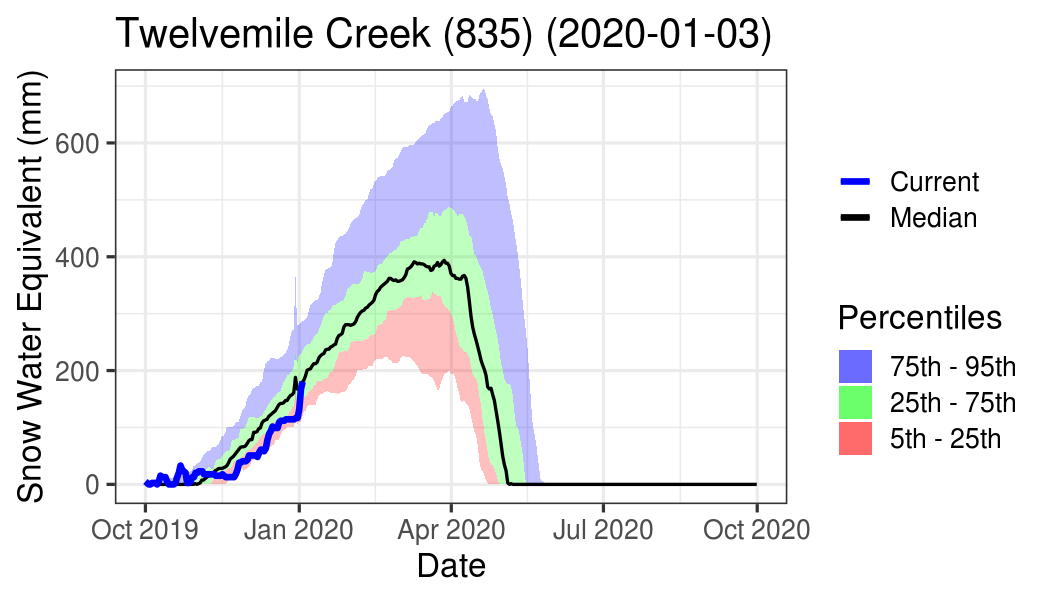 Twelvemile Creek (835) (2020-01-03)
Snow Water Equivalent (mm)
600
400
200
0
Oct 2019
Jan 2020
Apr 2020
Jul 2020
Oct 2020
Date
Current
Median
Percentiles
75th - 95th
25th - 75th
5th - 25th